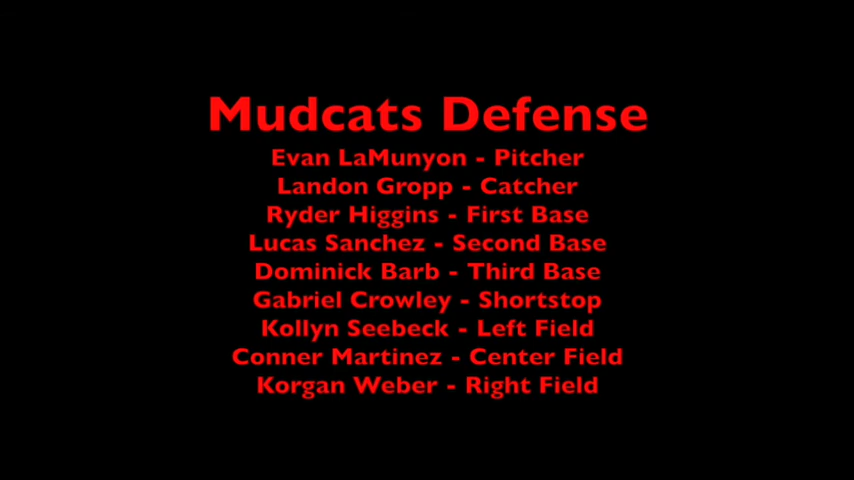 Mudcats Defense
Evan LaMunyon - Pitcher
Landon Gropp - Catcher
Ryder Higgins - First Base
Lucas Sanchez - Second Base
Dominick Barb - Third Base
Gabriel Crowley - Shortstop
Kollyn Seebeck - Left Field
Conner Martinez - Center Field
Korgan Weber - Right Field